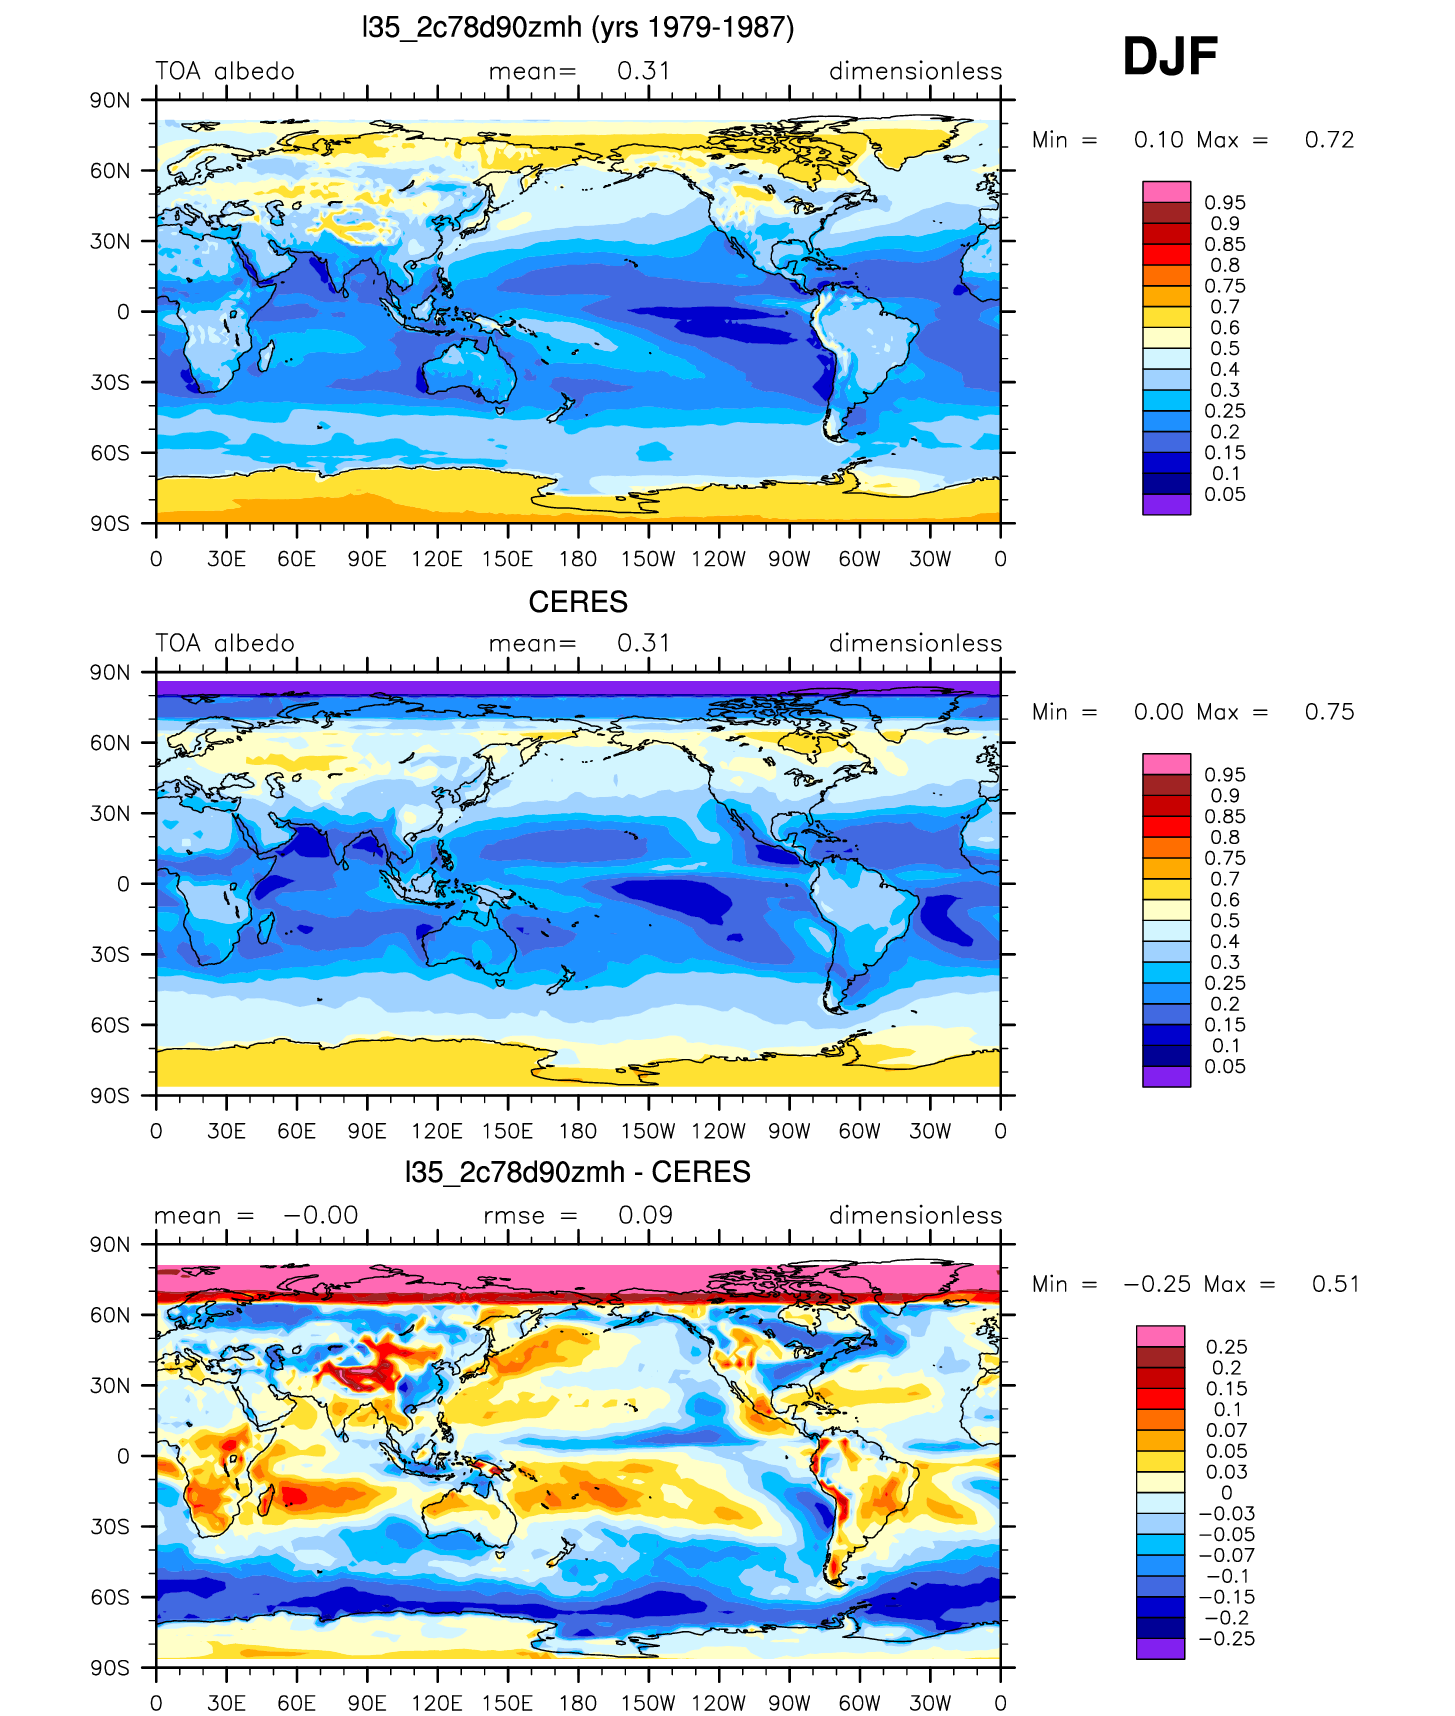 l35_2c78d90zmh (yrs 1979-1987)
DJF
TOA albedo mean= 0.31 dimensionless
Min = 0.10 Max = 0.72
90N
60N
30N
0
30S
60S
90S
0 30E 60E 90E 120E 150E 180 150W 120W 90W 60W 30W 0
0.95
0.9
0.85
0.8
0.75
0.7
0.6
0.5
0.4
0.3
0.25
0.2
0.15
0.1
0.05
CERES
TOA albedo mean= 0.31 dimensionless
Min = 0.00 Max = 0.75
90N
60N
30N
0
30S
60S
90S
0 30E 60E 90E 120E 150E 180 150W 120W 90W 60W 30W 0
0.95
0.9
0.85
0.8
0.75
0.7
0.6
0.5
0.4
0.3
0.25
0.2
0.15
0.1
0.05
l35_2c78d90zmh - CERES
mean = −0.00 rmse = 0.09 dimensionless
Min = −0.25 Max = 0.51
90N
60N
30N
0
30S
60S
90S
0 30E 60E 90E 120E 150E 180 150W 120W 90W 60W 30W 0
0.25
0.2
0.15
0.1
0.07
0.05
0.03
0
−0.03
−0.05
−0.07
−0.1
−0.15
−0.2
−0.25